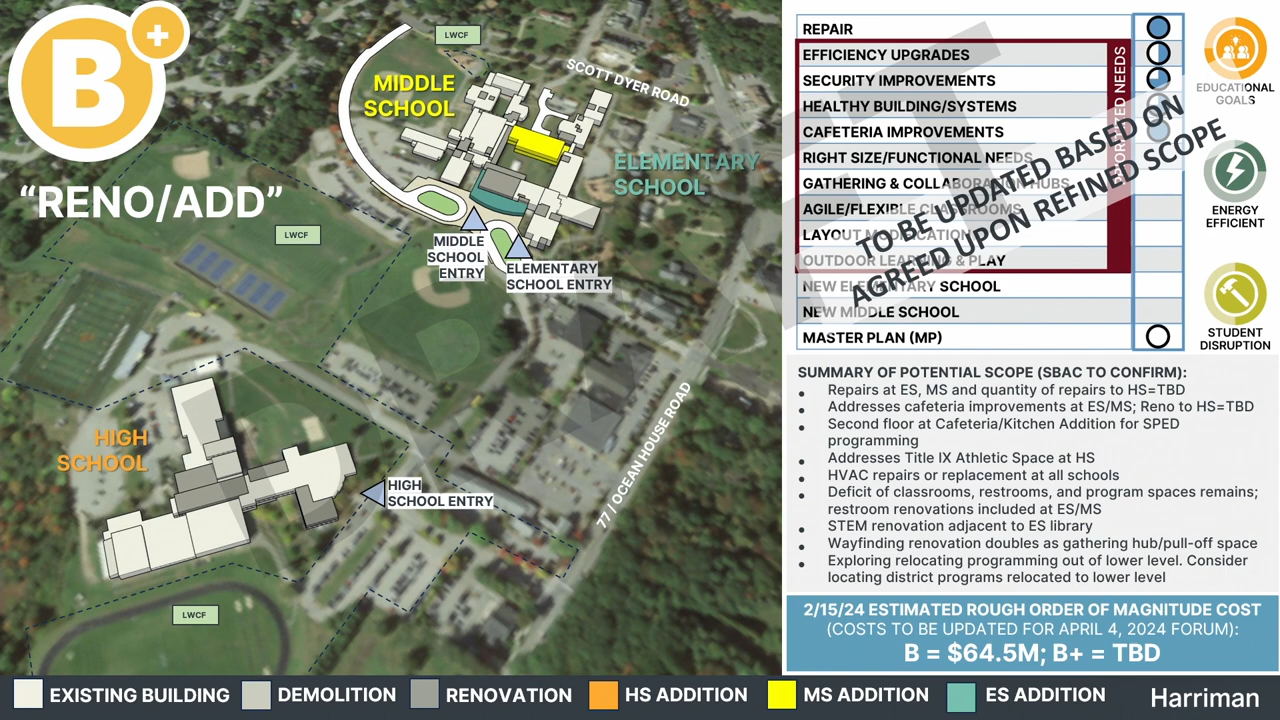 B+
"RENO/ADD"
LWCF
MIDDLE
SCHOOL
SCOTT DYER ROAD
ELEMENTARY
SCHOOL
LWCF
MIDDLE
SCHOOL
ENTRY
ELEMENTARY
SCHOOL ENTRY
HIGH
SCHOOL
HIGH
SCHOOL ENTRY
77 / OCEAN HOUSE ROAD
LWCF
REPAIR
EFFICIENCY UPGRADES
SECURITY IMPROVEMENTS
HEALTHY BUILDING/SYSTEMS
CAFETERIA IMPROVEMENTS
RIGHT SIZE/FUNCTIONAL NEEDS
GATHERING & COLLABORATION HUBS
AGILE/FLEXIBLE CLASSROOMS
LAYOUT MODIFICATION
OUTDOOR LEARNING & PLAY
NEW ELEMENTARY SCHOOL
NEW MIDDLE SCHOOL
MASTER PLAN (MP)
NEEDS
TO BE UPDATED BASED ON
AGREED UPON REFINED SCOPE
EDUCATIONAL
GOALS
ENERGY
EFFICIENT
STUDENT
DISRUPTION
SUMMARY OF POTENTIAL SCOPE (SBAC TO CONFIRM):
• Repairs at ES, MS and quantity of repairs to HS=TBD
• Addresses cafeteria improvements at ES/MS; Reno to HS=TBD
• Second floor at Cafeteria/Kitchen Addition for SPED
programming
• Addresses Title IX Athletic Space at HS
• HVAC repairs or replacement at all schools
• Deficit of classrooms, restrooms, and program spaces remains;
restroom renovations included at ES/MS
• STEM renovation adjacent to ES library
• Wayfinding renovation doubles as gathering hub/pull-off space
• Exploring relocating programming out of lower level. Consider
locating district programs relocated to lower level
2/15/24 ESTIMATED ROUGH ORDER OF MAGNITUDE COST
(COSTS TO BE UPDATED FOR APRIL 4, 2024 FORUM):
B = $64.5M; B+ = TBD
EXISTING BUILDING
DEMOLITION
RENOVATION
HS ADDITION
MS ADDITION
ES ADDITION
Harriman